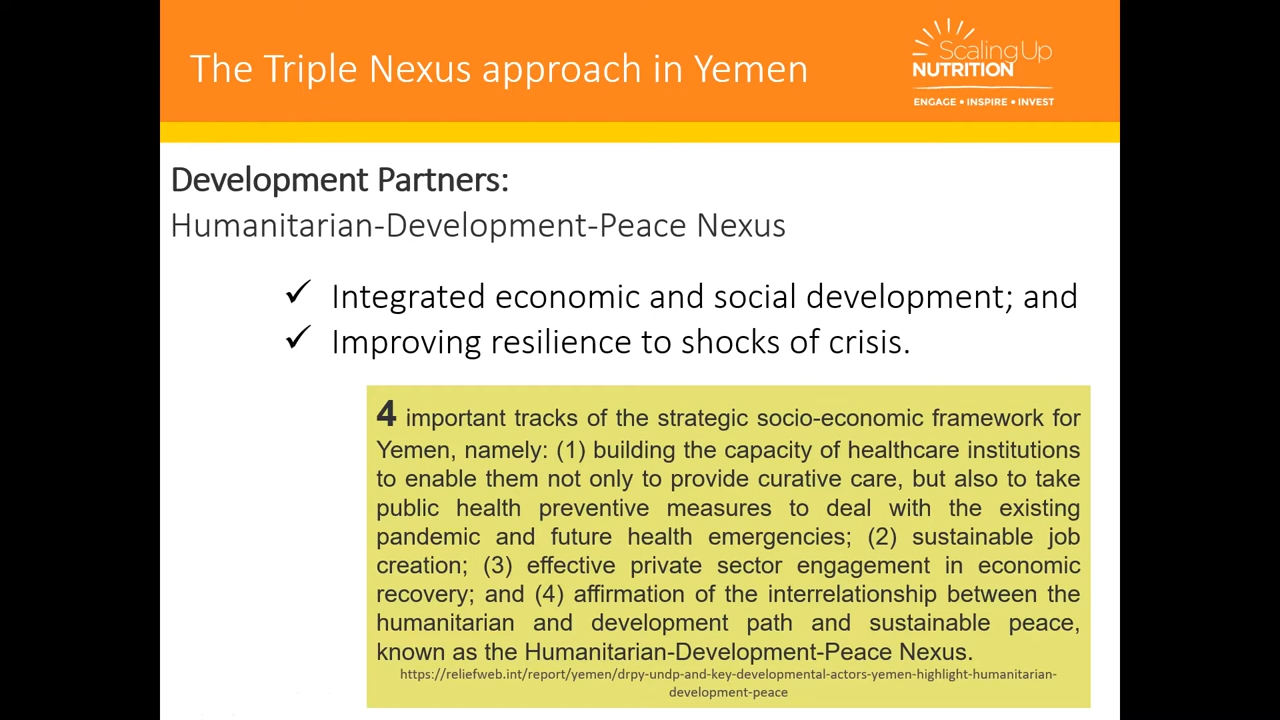 The Triple Nexus approach in Yemen
Scaling Up
NUTRITION
ENGAGE • INSPIRE • INVEST
Development Partners:
Humanitarian-Development-Peace Nexus
✓ Integrated economic and social development; and
✓ Improving resilience to shocks of crisis.
4 important tracks of the strategic socio-economic framework for
Yemen, namely: (1) building the capacity of healthcare institutions
to enable them not only to provide curative care, but also to take
public health preventive measures to deal with the existing
pandemic and future health emergencies; (2) sustainable job
creation; (3) effective private sector engagement in economic
recovery; and (4) affirmation of the interrelationship between the
humanitarian and development path and sustainable peace,
known as the Humanitarian-Development-Peace Nexus.
https://reliefweb.int/report/yemen/drpy-undp-and-key-developmental-actors-yemen-highlight-humanitarian-
development-peace